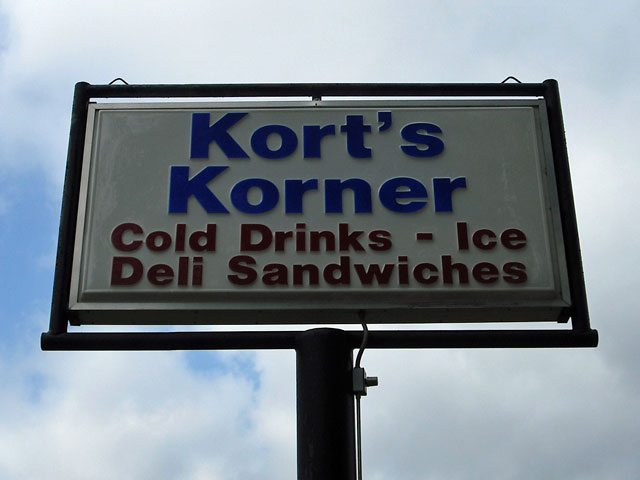 Kort's
Korner
Cold Drinks - Ice
Deli Sandwiches